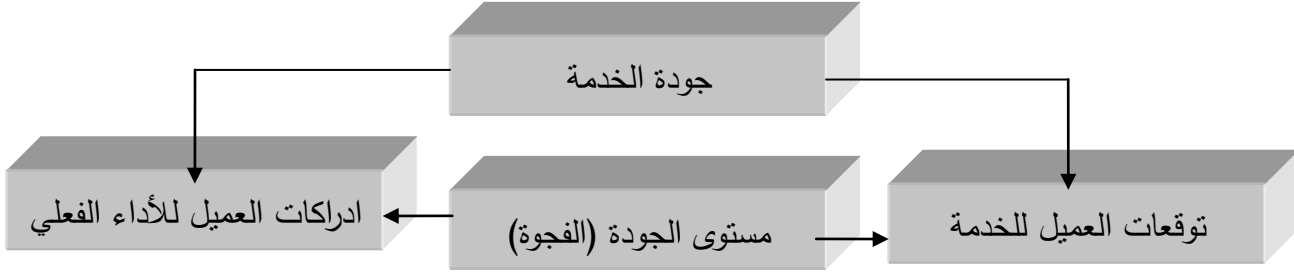 جودة الخدمة
توقعات العميل للخدمة
مستوى الجودة (الفجوة)
ادراكات العميل للأداء الفعلي